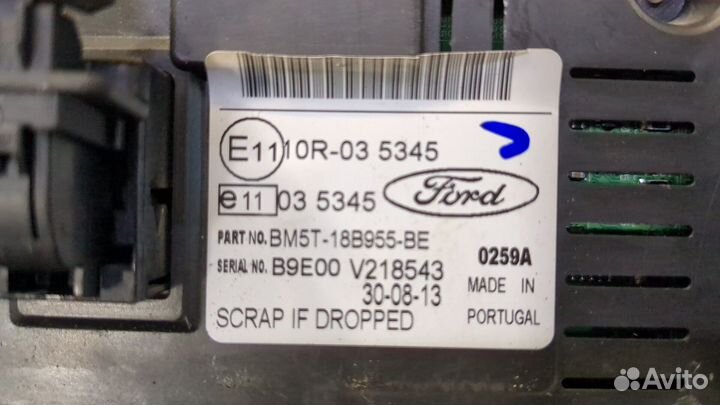 E11 10R-03 5345
e11 03 5345 Ford
PART NO. BM5T-18B955-BE
0259A
SERIAL NO. B9E00 V218543
30-08-13
MADE IN
PORTUGAL
SCRAP IF DROPPED
Avito